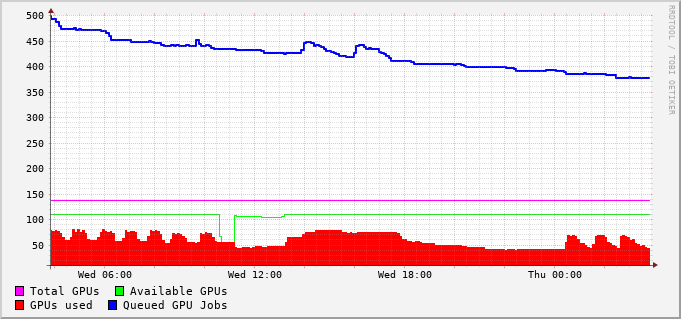 500
450
400
350
300
250
200
150
100
50
Wed 06:00 Wed 12:00 Wed 18:00 Thu 00:00
Total GPUs Available GPUs
GPUs used Queued GPU Jobs
RRDTOOL / TOBI OETIKER